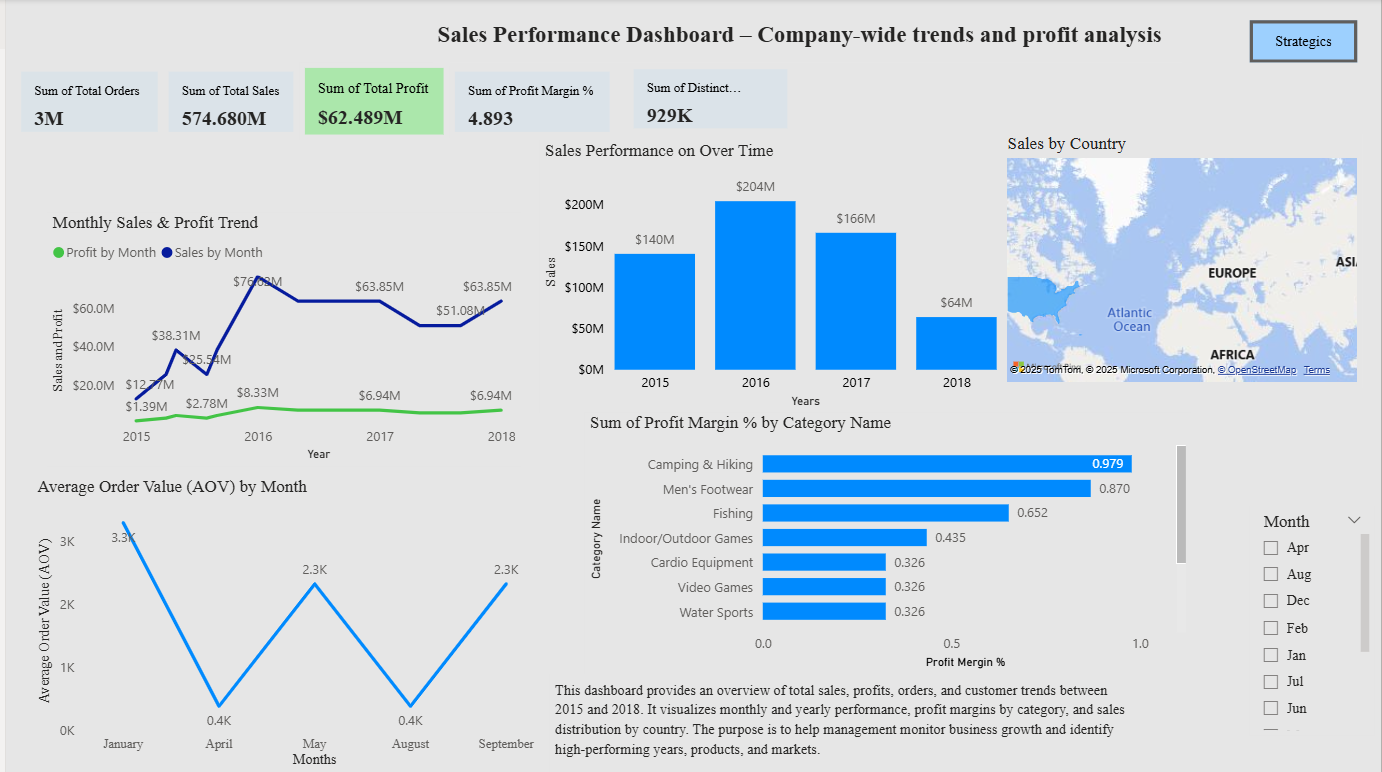 Sales Performance Dashboard – Company-wide trends and profit analysis
Strategics
Sum of Total Orders
3M
Sum of Total Sales
574.680M
Sum of Total Profit
$62.489M
Sum of Profit Margin %
4.893
Sum of Distinct...
929K
Monthly Sales & Profit Trend
Profit by Month
Sales by Month
Sales and Profit
$60.0M
$40.0M
$20.0M
$12.77M
$38.31M
$25.54M
$63.85M
$51.08M
$63.85M
$1.39M
$2.78M
$8.33M
$6.94M
$6.94M
2015
2016
2017
2018
Year
Sales Performance on Over Time
Sales
$200M
$150M
$100M
$50M
$0M
$140M
$204M
$166M
$64M
2015
2016
2017
2018
Years
Sales by Country
EUROPE
Atlantic
Ocean
AFRICA
© 2025 TomTom, © 2025 Microsoft Corporation, © OpenStreetMap Terms
Average Order Value (AOV) by Month
Average Order Value (AOV)
3K
2K
1K
0K
3.3K
0.4K
2.3K
0.4K
2.3K
January
April
May
August
September
Months
Sum of Profit Margin % by Category Name
Category Name
Camping & Hiking
0.979
Men's Footwear
0.870
Fishing
0.652
Indoor/Outdoor Games
0.435
Cardio Equipment
0.326
Video Games
0.326
Water Sports
0.326
0.0
0.5
1.0
Profit Mergin %
This dashboard provides an overview of total sales, profits, orders, and customer trends between
2015 and 2018. It visualizes monthly and yearly performance, profit margins by category, and sales
distribution by country. The purpose is to help management monitor business growth and identify
high-performing years, products, and markets.
Month
Apr
Aug
Dec
Feb
Jan
Jul
Jun